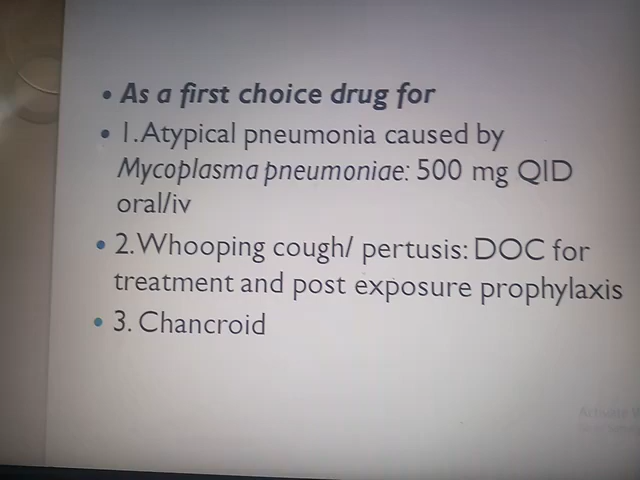 • As a first choice drug for
• 1.Atypical pneumonia caused by
Mycoplasma pneumoniae: 500 mg QID
oral/iv
• 2.Whooping cough/ pertusis: DOC for
treatment and post exposure prophylaxis
• 3. Chancroid
Activate